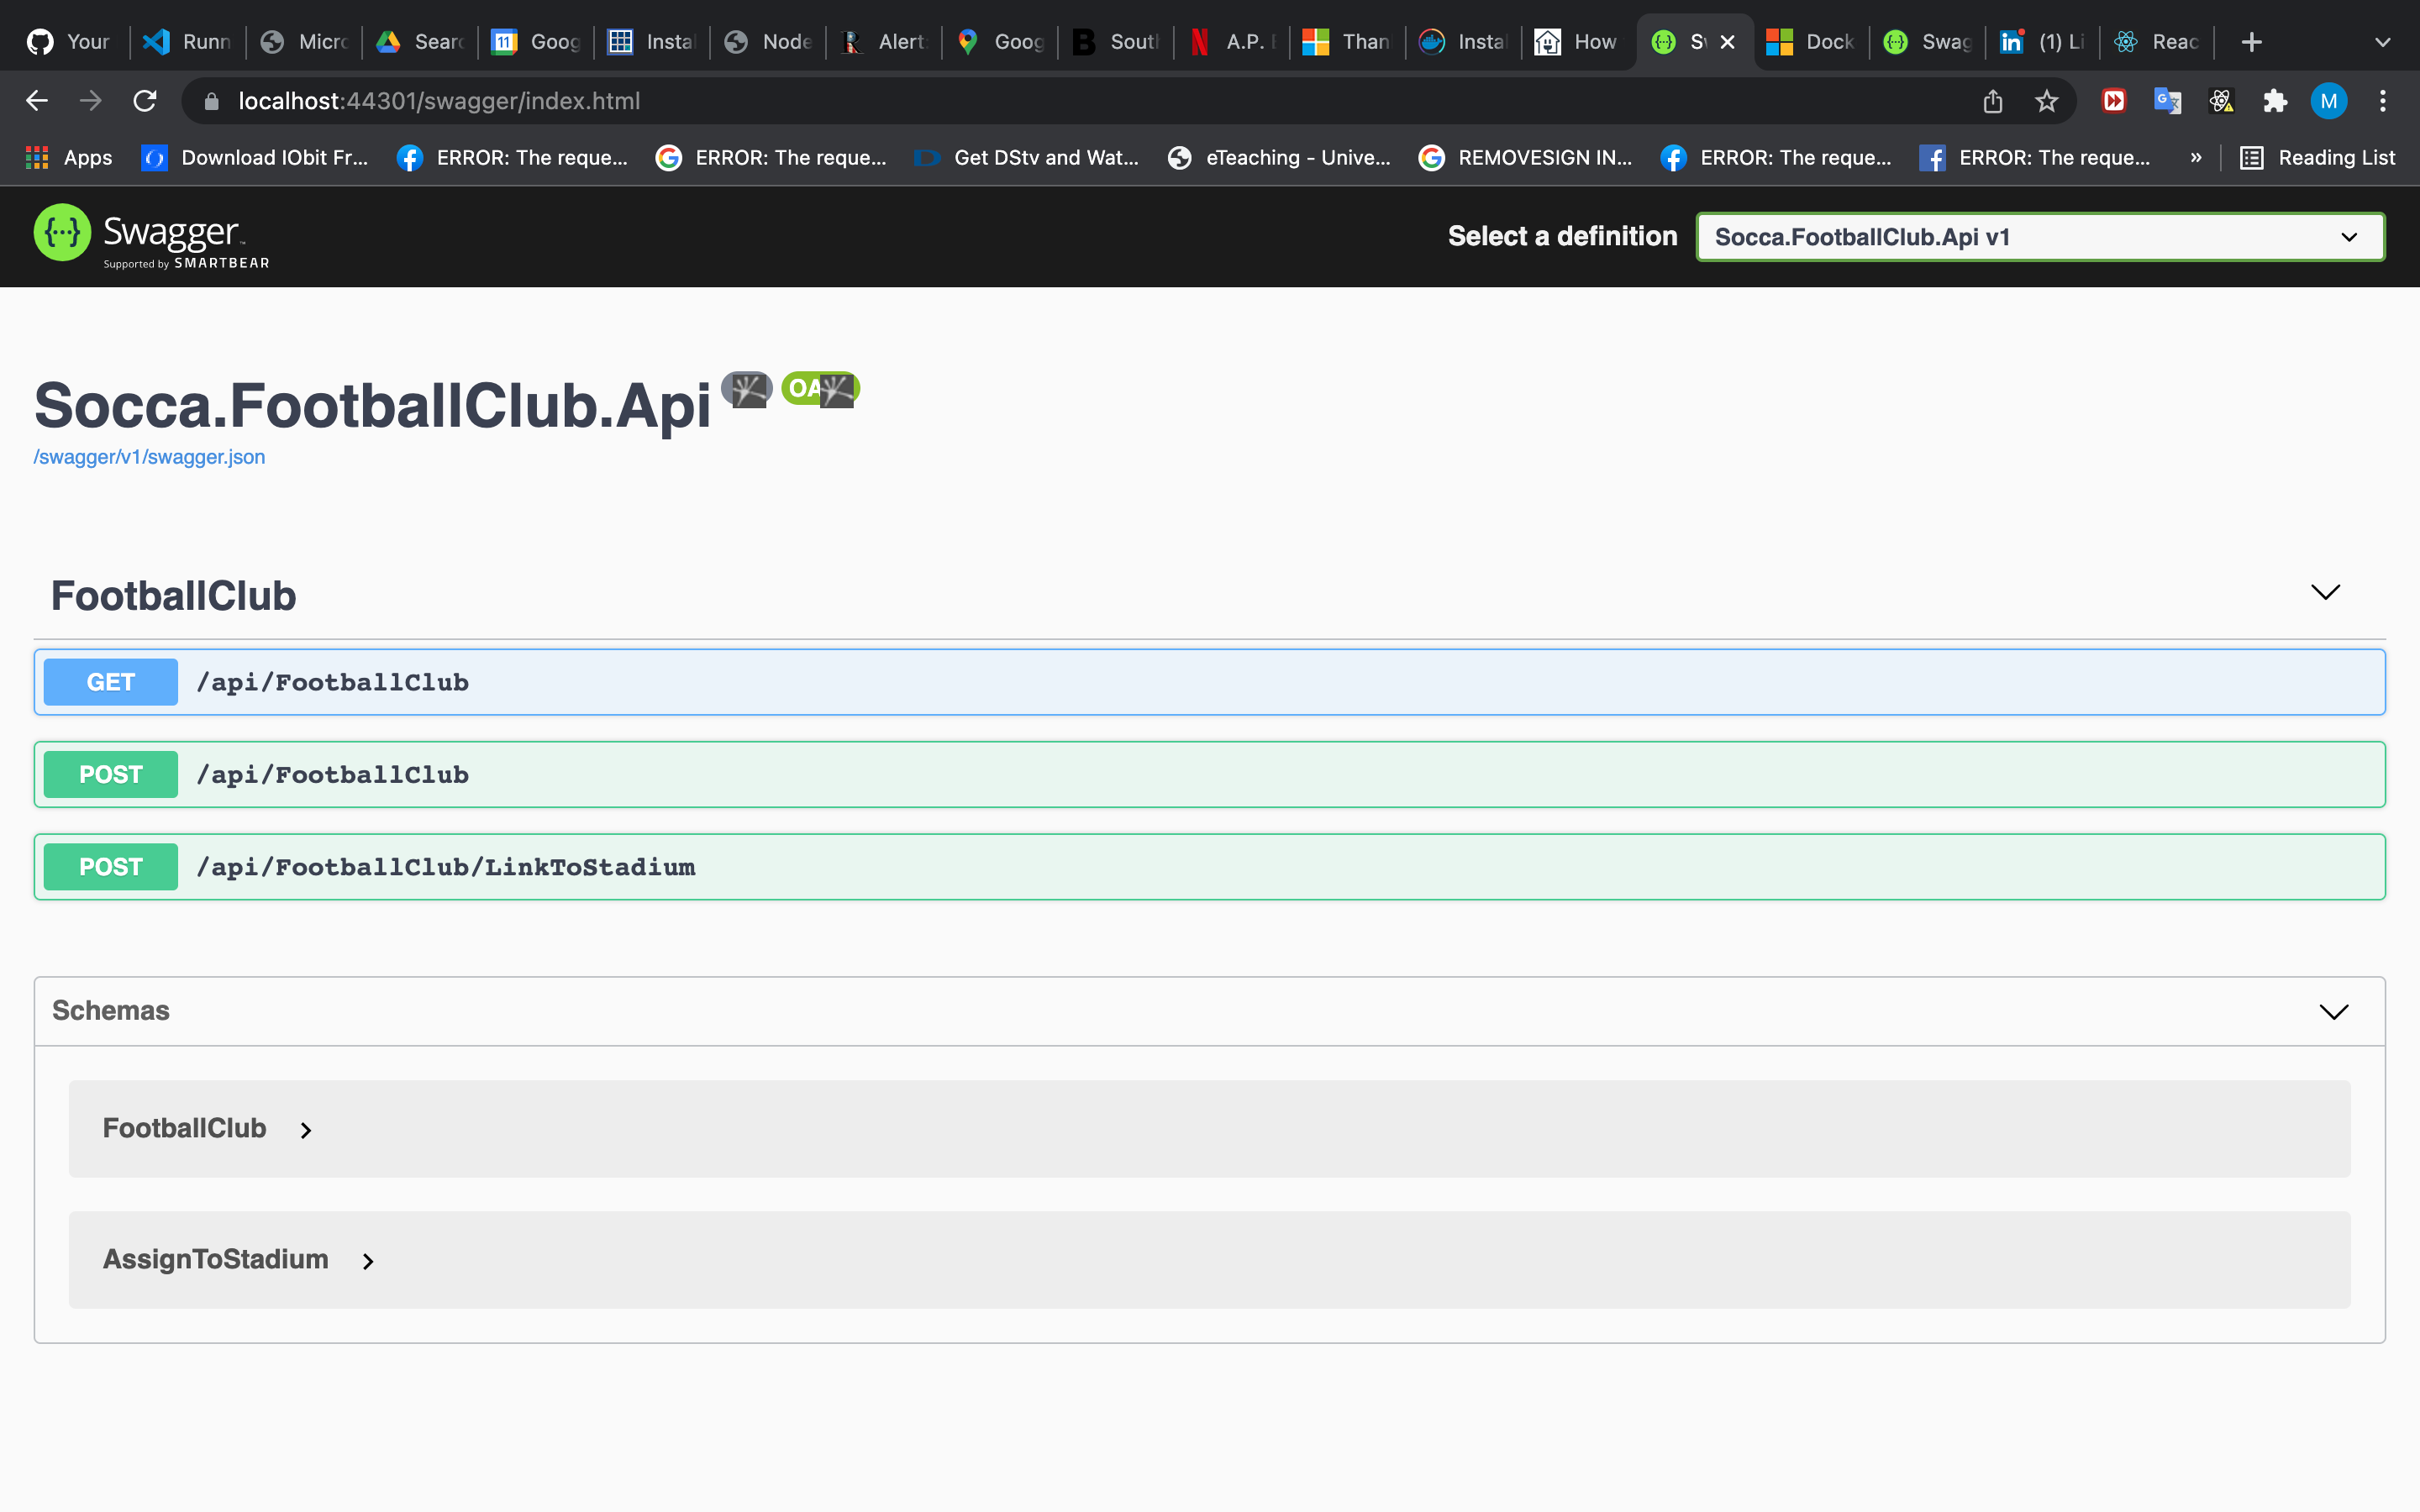 Your Runn Micro Searc Goog Insta Node Alert: Goog South A.P. Than Instal How Dock Swag (1) Li Reac
localhost:44301/swagger/index.html
Apps Download IObit Fr... ERROR: The reque... ERROR: The reque... Get DStv and Wat... eTeaching - Unive... REMOVESIGN IN... ERROR: The reque... ERROR: The reque... » Reading List
Swagger
Supported by SMARTBEAR
Select a definition Socca.FootballClub.Api v1
Socca.FootballClub.Api
/swagger/v1/swagger.json
FootballClub
GET /api/FootballClub
POST /api/FootballClub
POST /api/FootballClub/LinkToStadium
Schemas
FootballClub
AssignToStadium